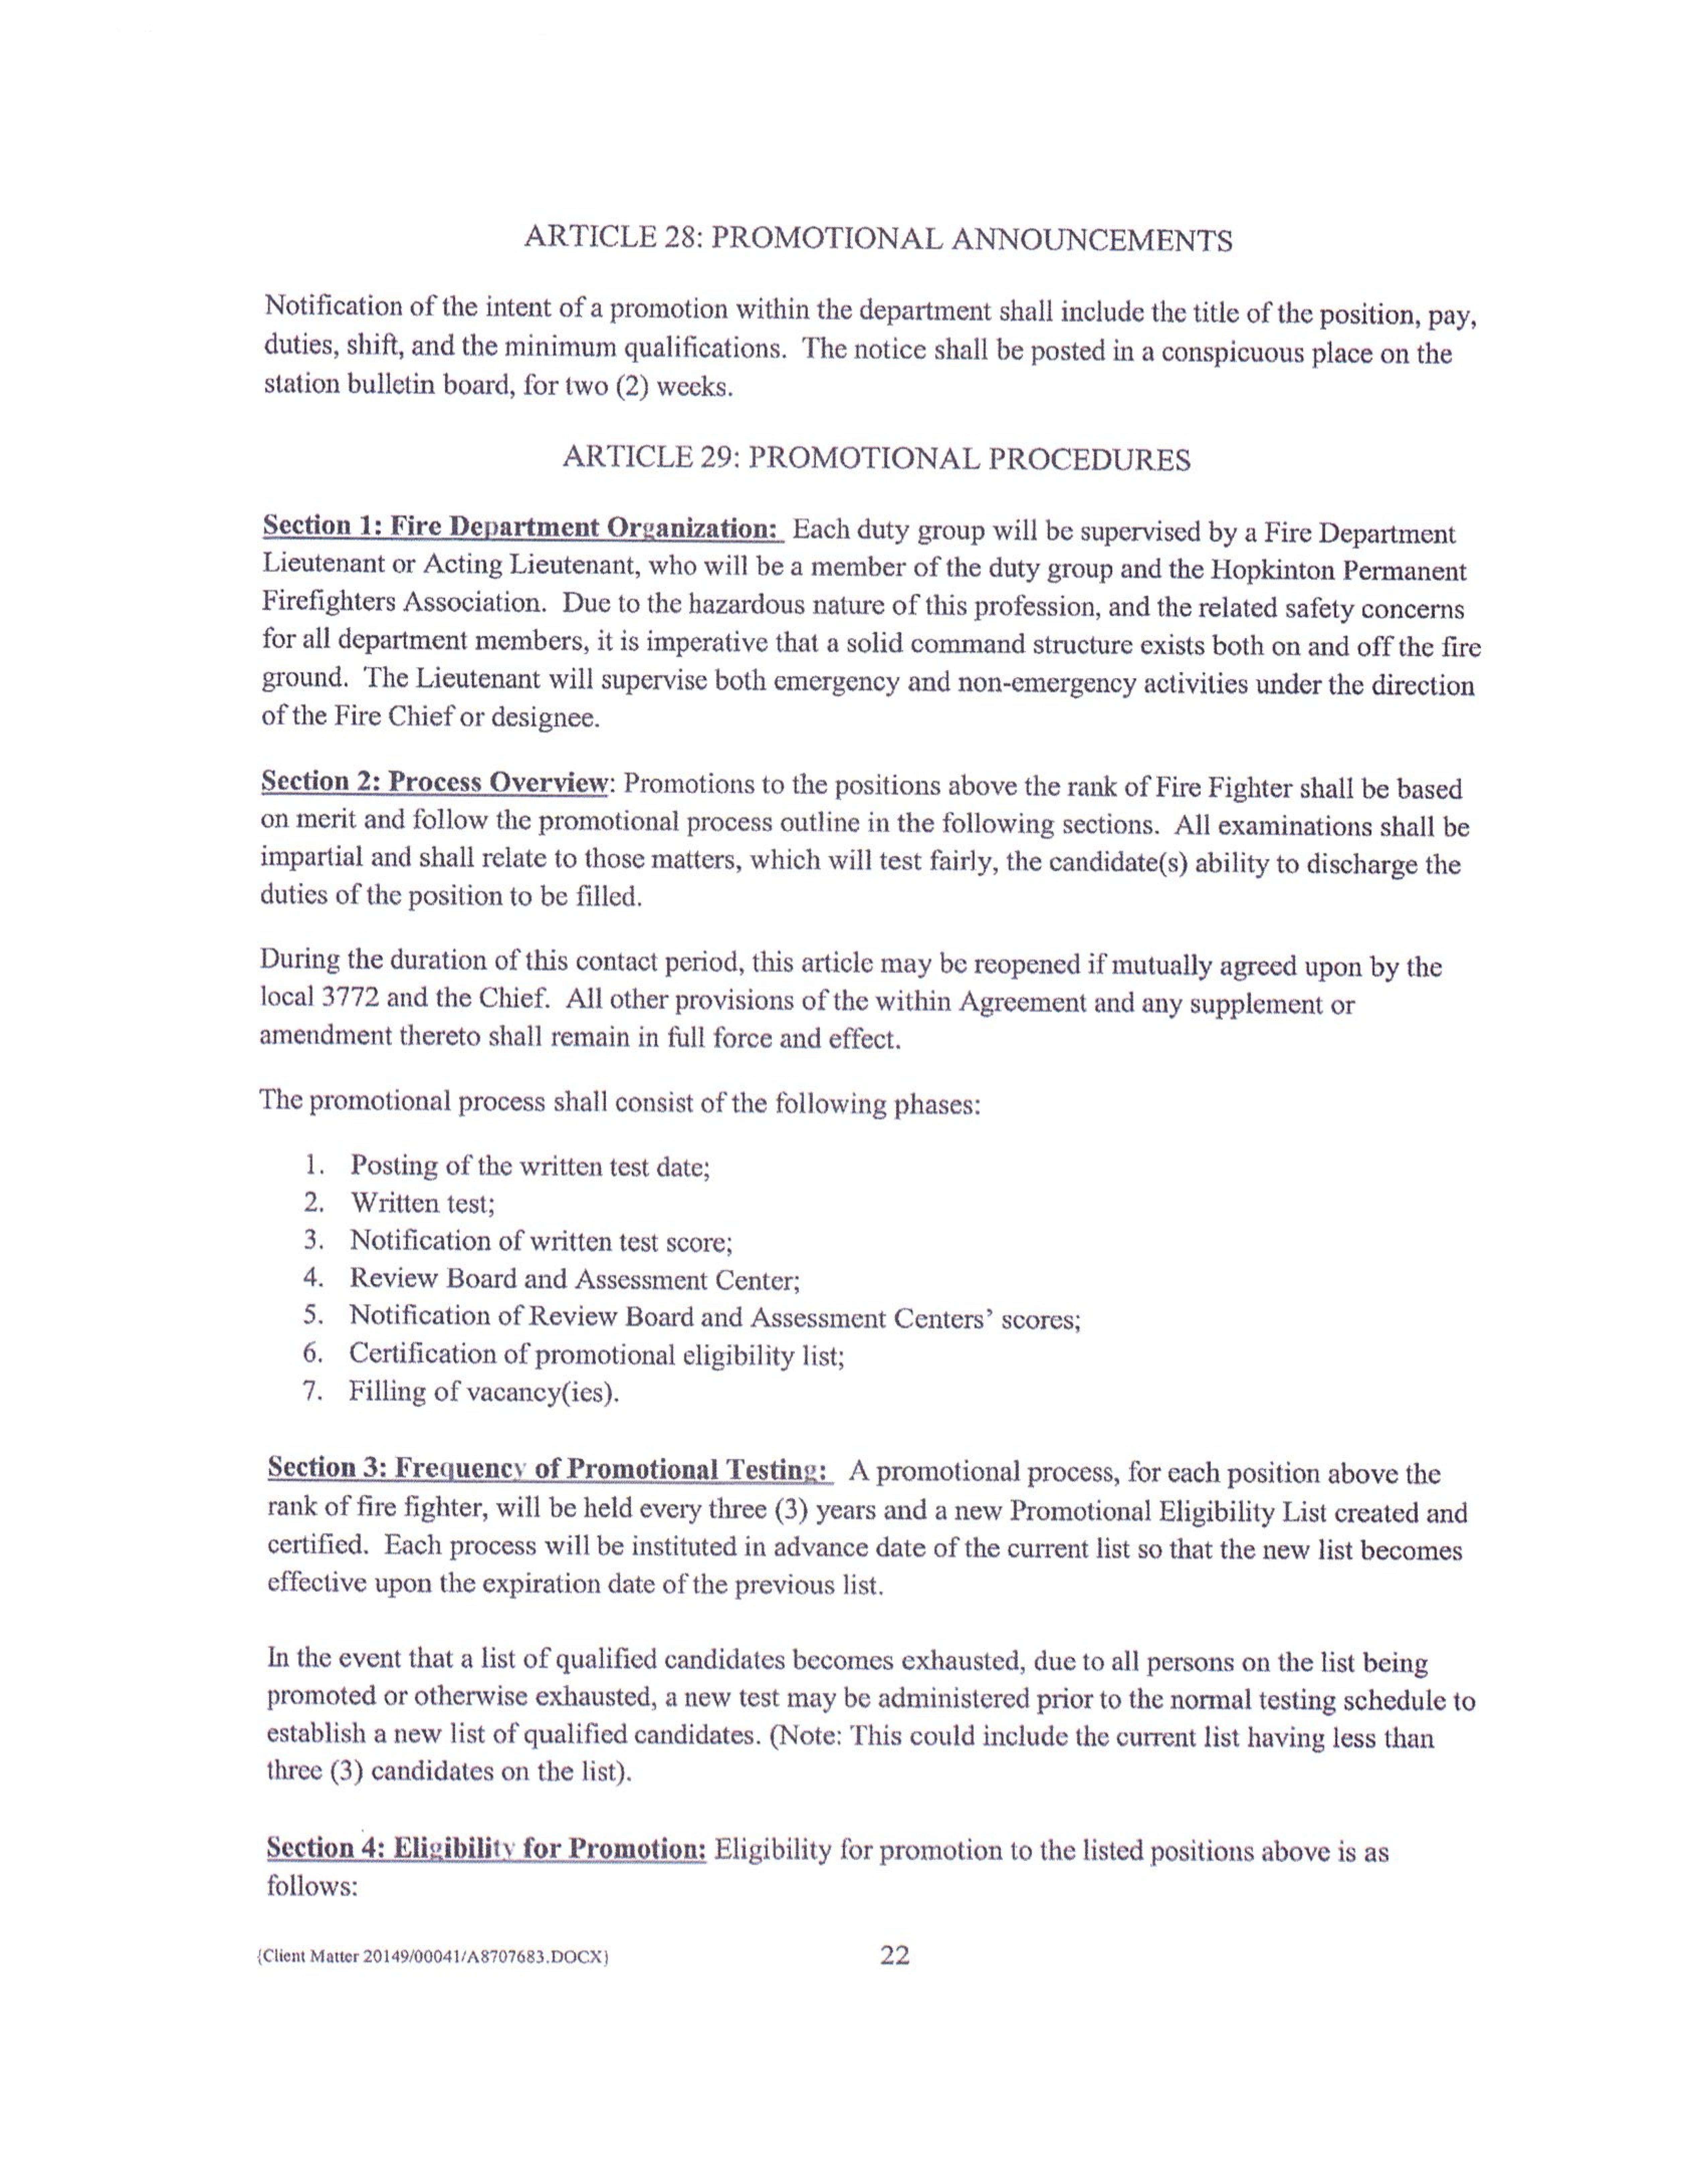 ARTICLE 28: PROMOTIONAL ANNOUNCEMENTS
Notification of the intent of a promotion within the department shall include the title of the position, pay,
duties, shift, and the minimum qualifications. The notice shall be posted in a conspicuous place on the
station bulletin board, for two (2) weeks.
ARTICLE 29: PROMOTIONAL PROCEDURES
Section 1: Fire Department Organization: Each duty group will be supervised by a Fire Department
Lieutenant or Acting Lieutenant, who will be a member of the duty group and the Hopkinton Permanent
Firefighters Association. Due to the hazardous nature of this profession, and the related safety concerns
for all department members, it is imperative that a solid command structure exists both on and off the fire
ground. The Lieutenant will supervise both emergency and non-emergency activities under the direction
of the Fire Chief or designee.
Section 2: Process Overview: Promotions to the positions above the rank of Fire Fighter shall be based
on merit and follow the promotional process outline in the following sections. All examinations shall be
impartial and shall relate to those matters, which will test fairly, the candidate(s) ability to discharge the
duties of the position to be filled.
During the duration of this contact period, this article may be reopened if mutually agreed upon by the
local 3772 and the Chief. All other provisions of the within Agreement and any supplement or
amendment thereto shall remain in full force and effect.
The promotional process shall consist of the following phases:
1. Posting of the written test date;
2. Written test;
3. Notification of written test score;
4. Review Board and Assessment Center;
5. Notification of Review Board and Assessment Centers’ scores;
6. Certification of promotional eligibility list;
7. Filling of vacancy(ies).
Section 3: Frequency of Promotional Testing: A promotional process, for each position above the
rank of fire fighter, will be held every three (3) years and a new Promotional Eligibility List created and
certified. Each process will be instituted in advance date of the current list so that the new list becomes
effective upon the expiration date of the previous list.
In the event that a list of qualified candidates becomes exhausted, due to all persons on the list being
promoted or otherwise exhausted, a new test may be administered prior to the normal testing schedule to
establish a new list of qualified candidates. (Note: This could include the current list having less than
three (3) candidates on the list).
Section 4: Eligibility for Promotion: Eligibility for promotion to the listed positions above is as
follows:
{Client Matter 20149/00041/A8707683.DOCX} 22